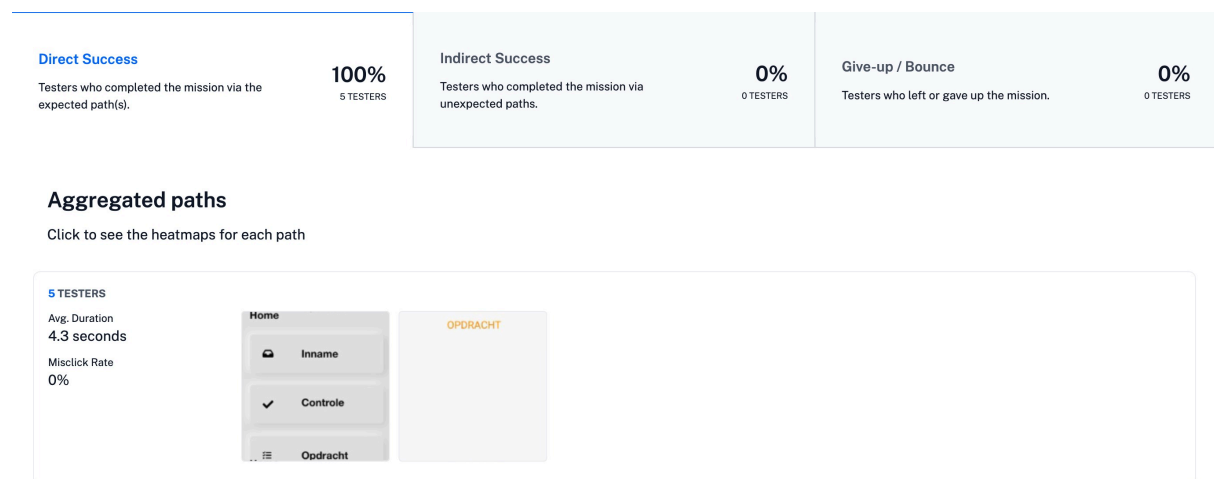 Direct Success
Testers who completed the mission via the
expected path(s).
100%
5 TESTERS
Indirect Success
Testers who completed the mission via
unexpected paths.
0%
0 TESTERS
Give-up / Bounce
Testers who left or gave up the mission.
0%
0 TESTERS
Aggregated paths
Click to see the heatmaps for each path
5 TESTERS
Avg. Duration
4.3 seconds
Misclick Rate
0%
Home
Inname
Controle
Opdracht
OPDRACHT